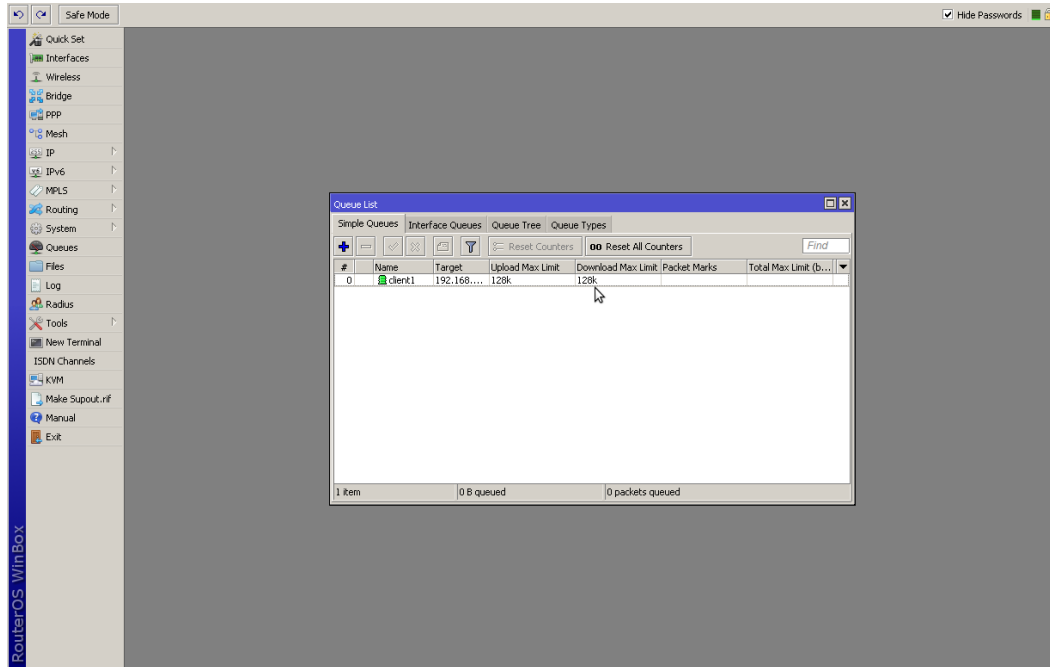 Safe Mode
Hide Passwords
Quick Set
Interfaces
Wireless
Bridge
PPP
Mesh
IP
IPv6
MPLS
Routing
System
Queues
Files
Log
Radius
Tools
New Terminal
ISDN Channels
KVM
Make Supout.rif
Manual
Exit
RouterOS WinBox
Queue List
Simple Queues Interface Queues Queue Tree Queue Types
Reset Counters 00 Reset All Counters Find
# Name Target Upload Max Limit Download Max Limit Packet Marks Total Max Limit (b...
0 client1 192.168.... 128k 128k
1 item 0 B queued 0 packets queued